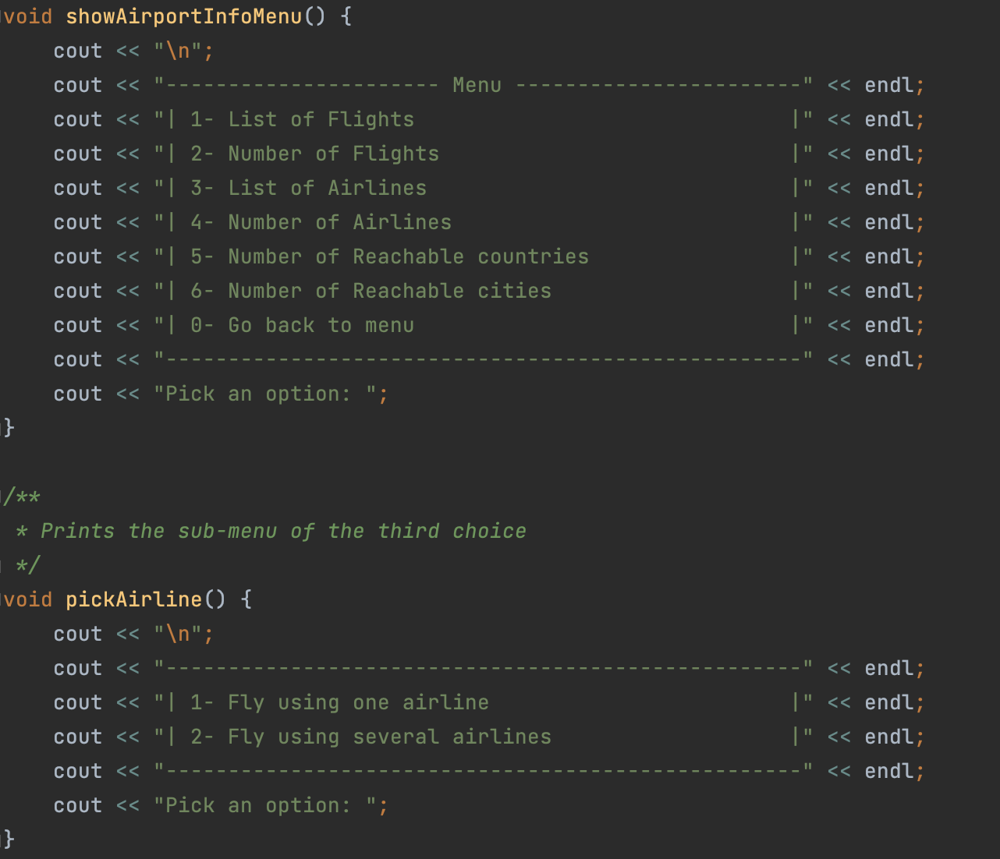 void showAirportInfoMenu() {
    cout << "\n";
    cout << "---------------------- Menu -----------------------" << endl;
    cout << "| 1- List of Flights                              |" << endl;
    cout << "| 2- Number of Flights                            |" << endl;
    cout << "| 3- List of Airlines                             |" << endl;
    cout << "| 4- Number of Airlines                           |" << endl;
    cout << "| 5- Number of Reachable countries                |" << endl;
    cout << "| 6- Number of Reachable cities                   |" << endl;
    cout << "| 0- Go back to menu                              |" << endl;
    cout << "---------------------------------------------------" << endl;
    cout << "Pick an option: ";
}

/**
 * Prints the sub-menu of the third choice
 */
void pickAirline() {
    cout << "\n";
    cout << "---------------------------------------------------" << endl;
    cout << "| 1- Fly using one airline                        |" << endl;
    cout << "| 2- Fly using several airlines                   |" << endl;
    cout << "---------------------------------------------------" << endl;
    cout << "Pick an option: ";
}